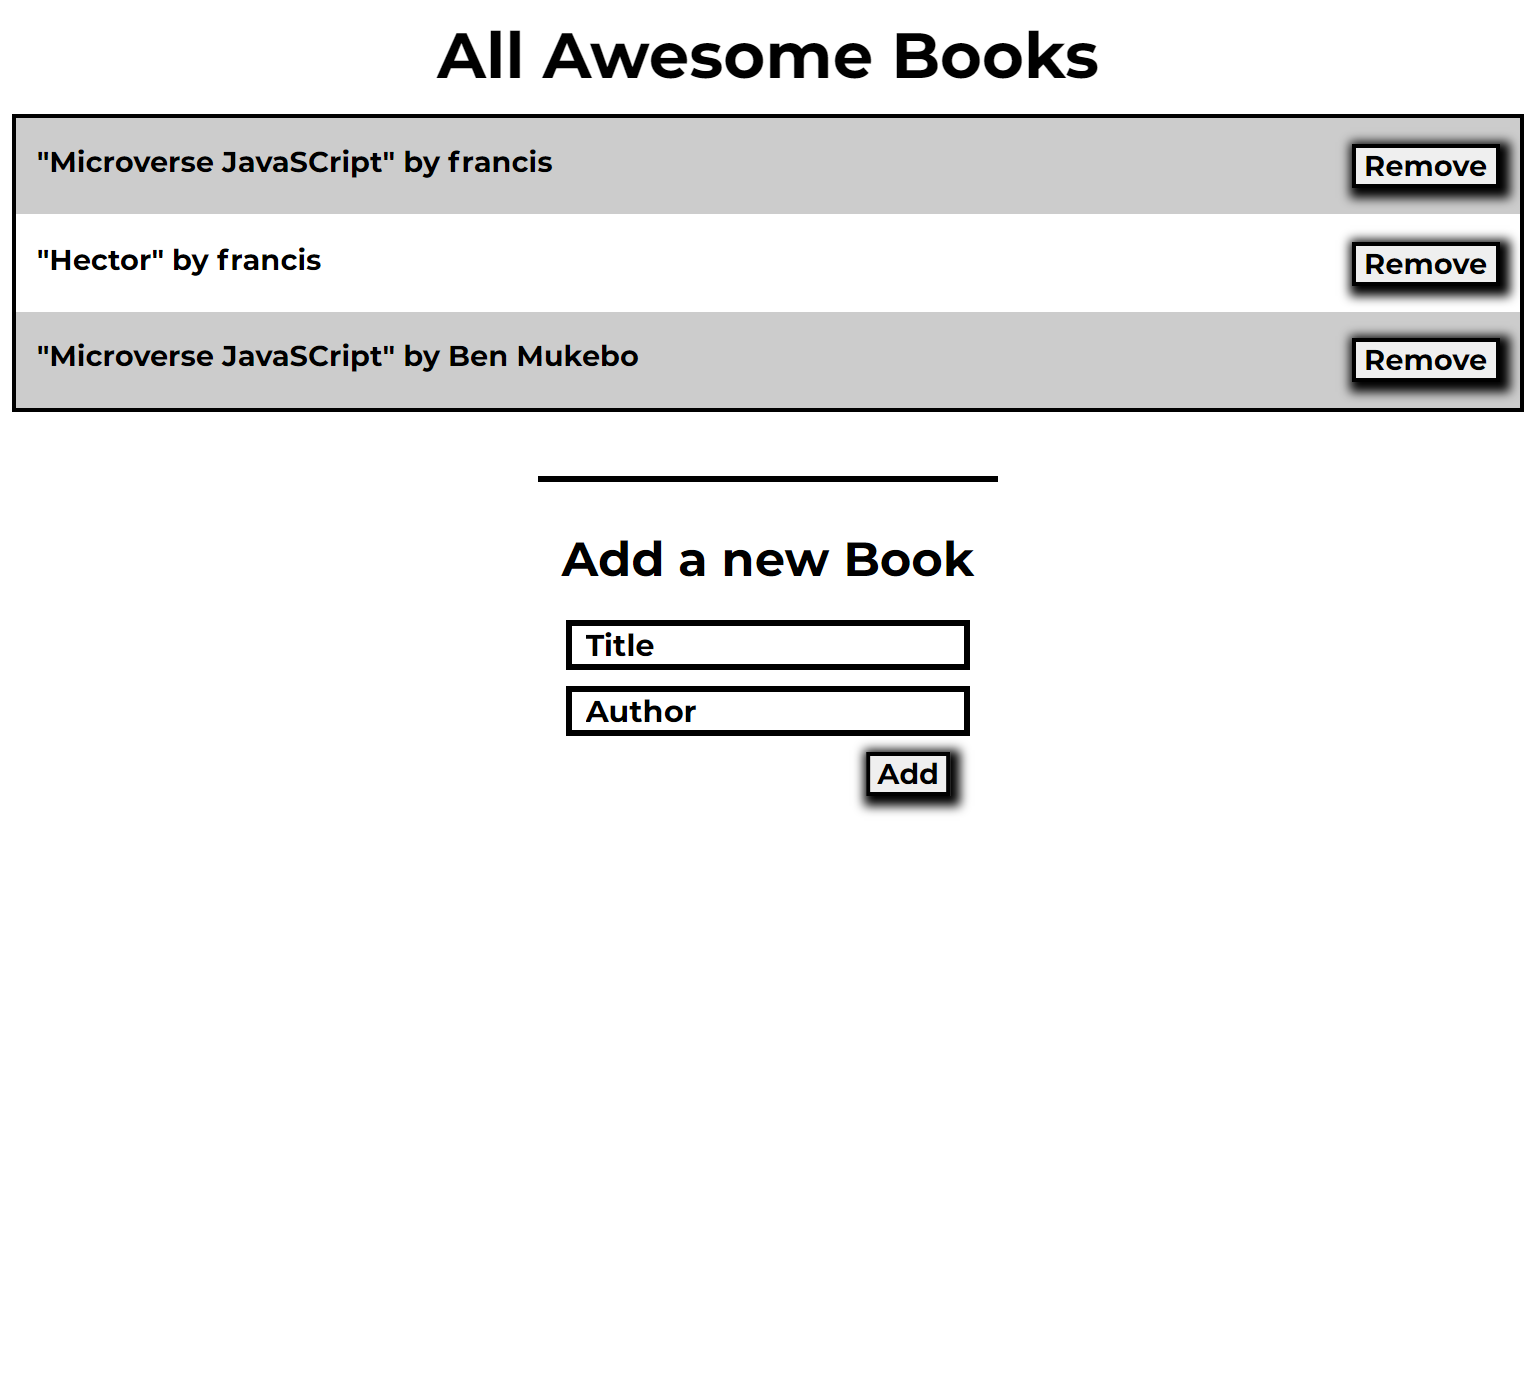 All Awesome Books
"Microverse JavaSCript" by francis
Remove
"Hector" by francis
Remove
"Microverse JavaSCript" by Ben Mukebo
Remove
Add a new Book
Title
Author
Add